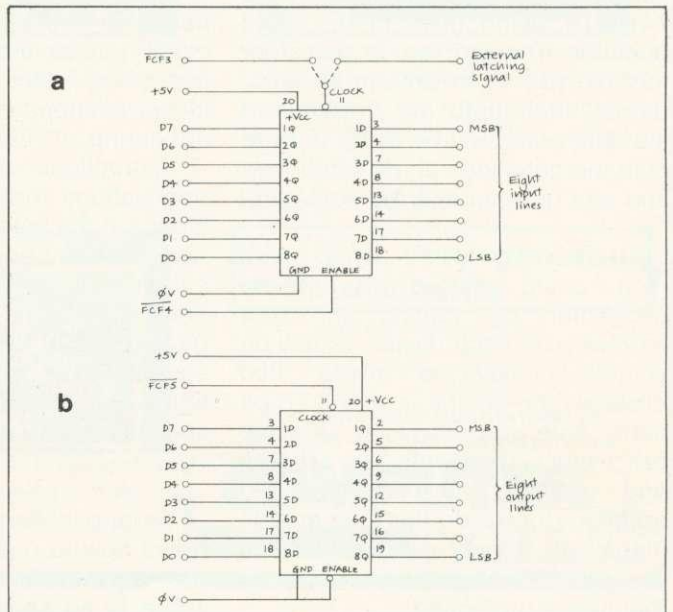 a
FCF3
External
latching
signal
CLOCK
11
+5V
20
+Vcc
D7 1Q 1D 3 MSB
D6 2Q 2D 4
D5 3Q 3D 7
D4 4Q 4D 8
D3 5Q 5D 13
D2 6Q 6D 14
D1 7Q 7D 17
D0 8Q 8D 18 LSB
Eight
input
lines
GND ENABLE
ØV
FCF4
b
+5V
FCF5
11 20 +VCC
CLOCK
D7 3 1D 1Q 2 MSB
D6 4 2D 2Q 5
D5 7 3D 3Q 6
D4 8 4D 4Q 9
D3 13 5D 5Q 12
D2 14 6D 6Q 15
D1 17 7D 7Q 16
D0 18 8D 8Q 19 LSB
Eight
output
lines
GND ENABLE
ØV